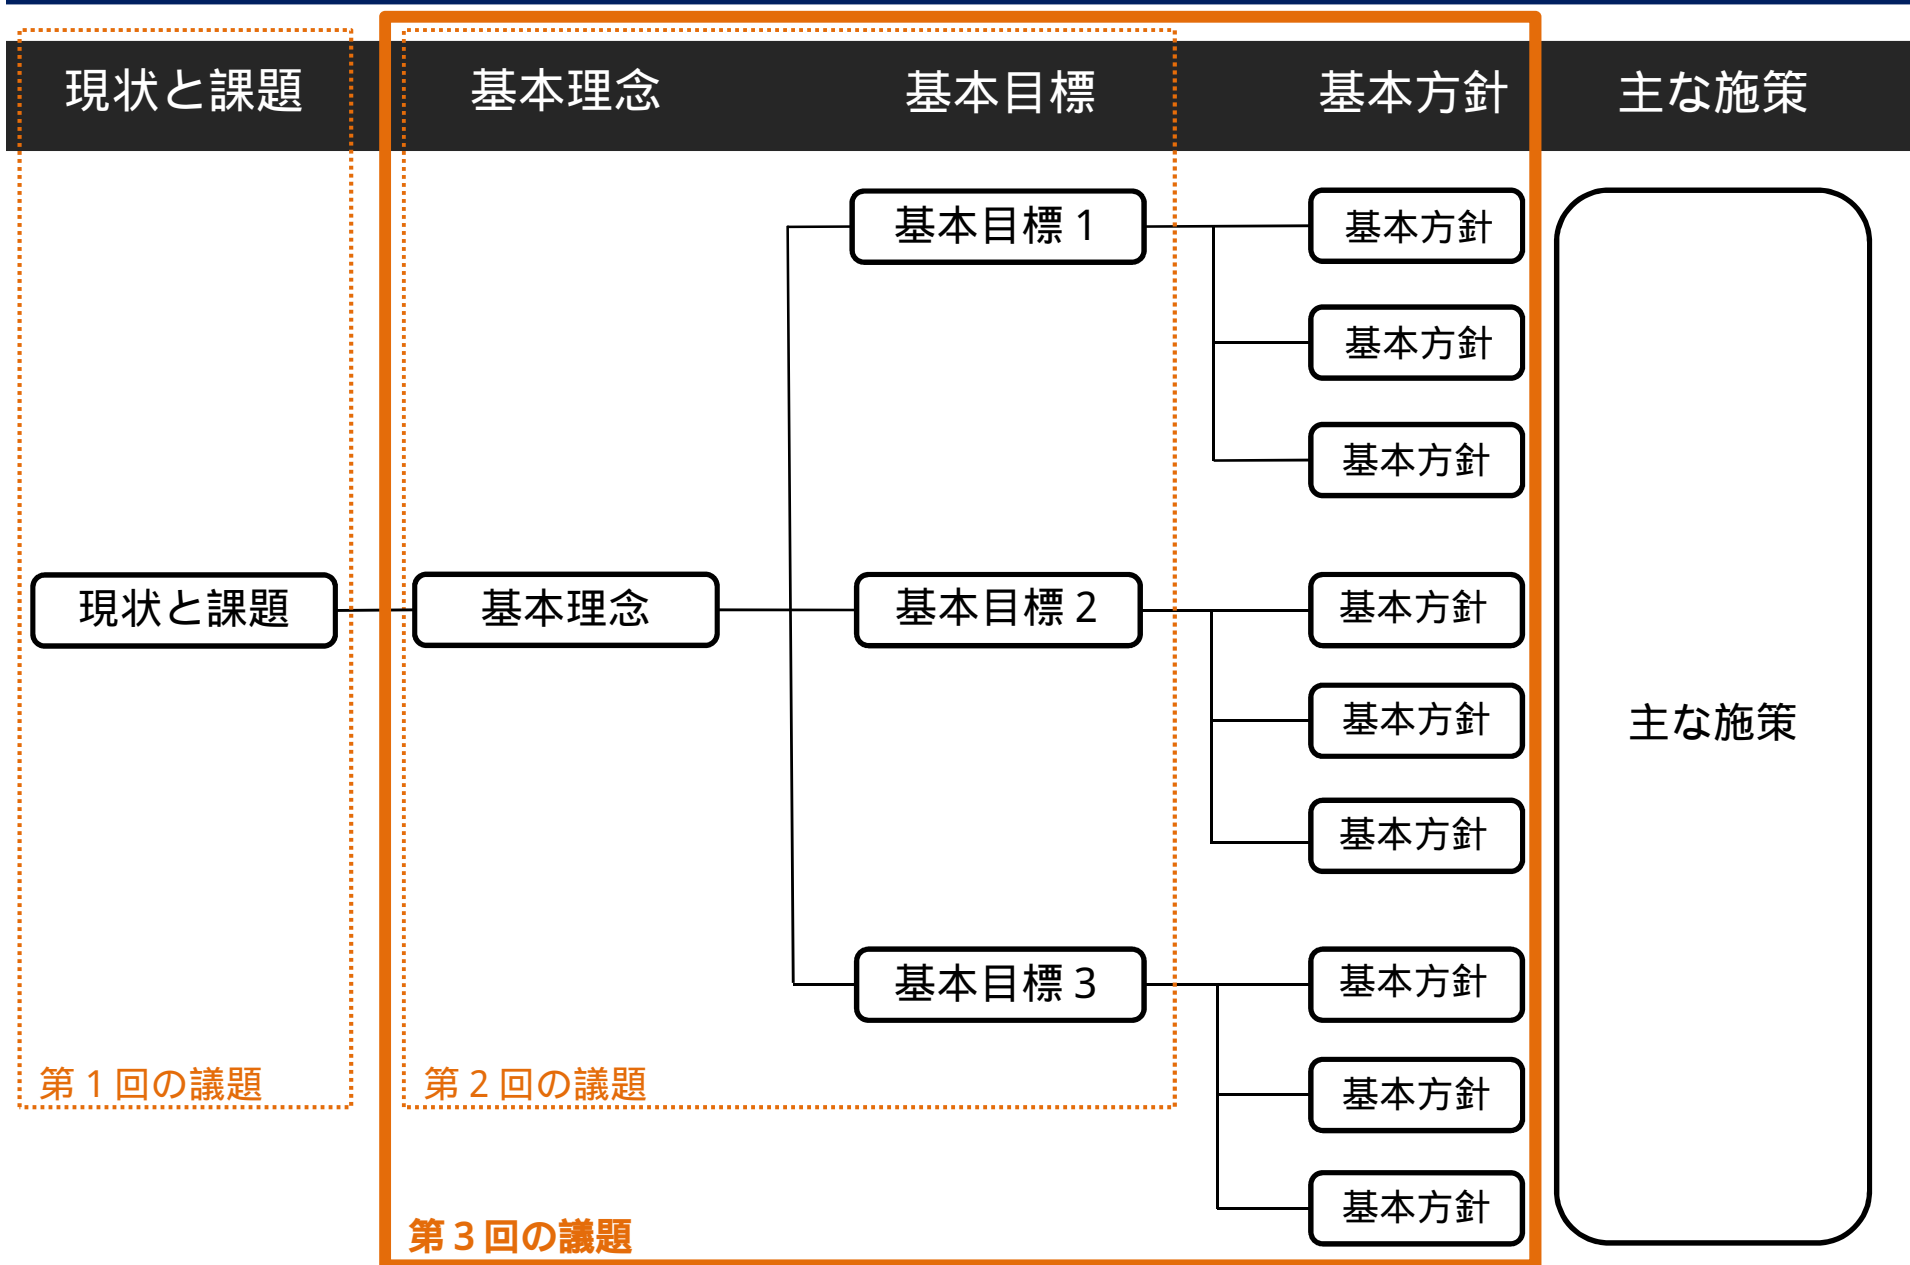 現状と課題
基本理念
基本目標
基本方針
主な施策
基本目標 1
基本方針
基本方針
基本方針
現状と課題
基本理念
基本目標 2
基本方針
基本方針
基本方針
主な施策
基本目標 3
基本方針
基本方針
基本方針
第 1 回の議題
第 2 回の議題
第 3 回の議題